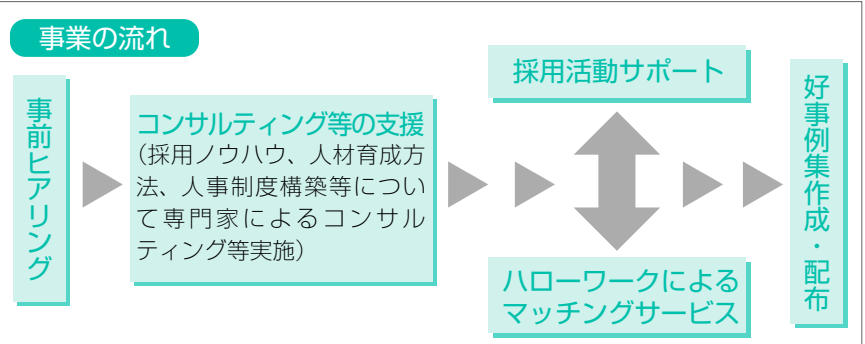 事業の流れ
事前ヒアリング
コンサルティング等の支援
（採用ノウハウ、人材育成方
法、人事制度構築等につい
て専門家によるコンサル
ティング等実施）
採用活動サポート
ハローワークによる
マッチングサービス
好事例集作成・配布